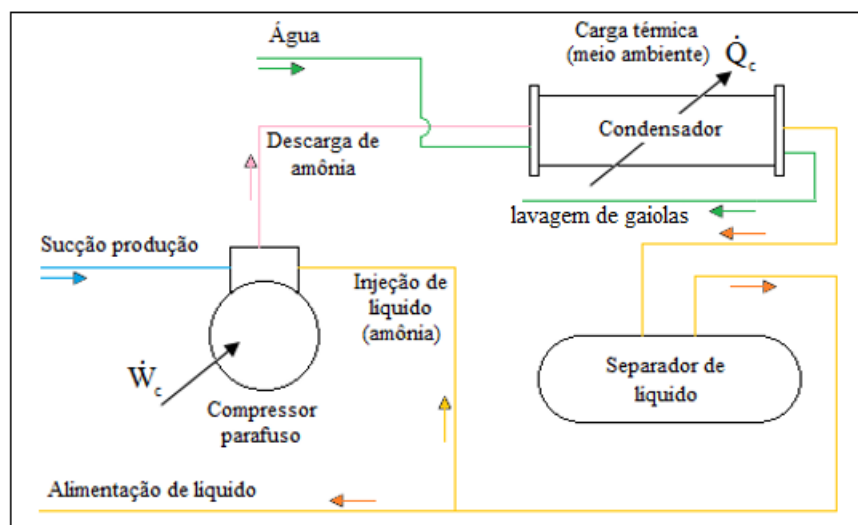 Água
Carga térmica
(meio ambiente)
Q̇c
Condensador
Descarga de
amônia
lavagem de gaiolas
Sucção produção
Injeção de
líquido
(amônia)
Ẇc
Compressor
parafuso
Separador de
líquido
Alimentação de líquido